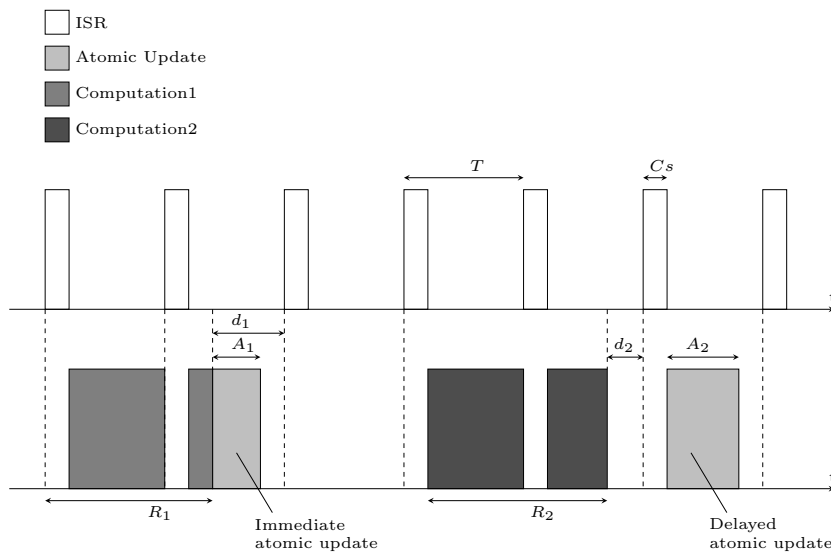 ISR
Atomic Update
Computation1
Computation2
T
Cs
t
d1
A1
d2
A2
t
R1
R2
Immediate
atomic update
Delayed
atomic update